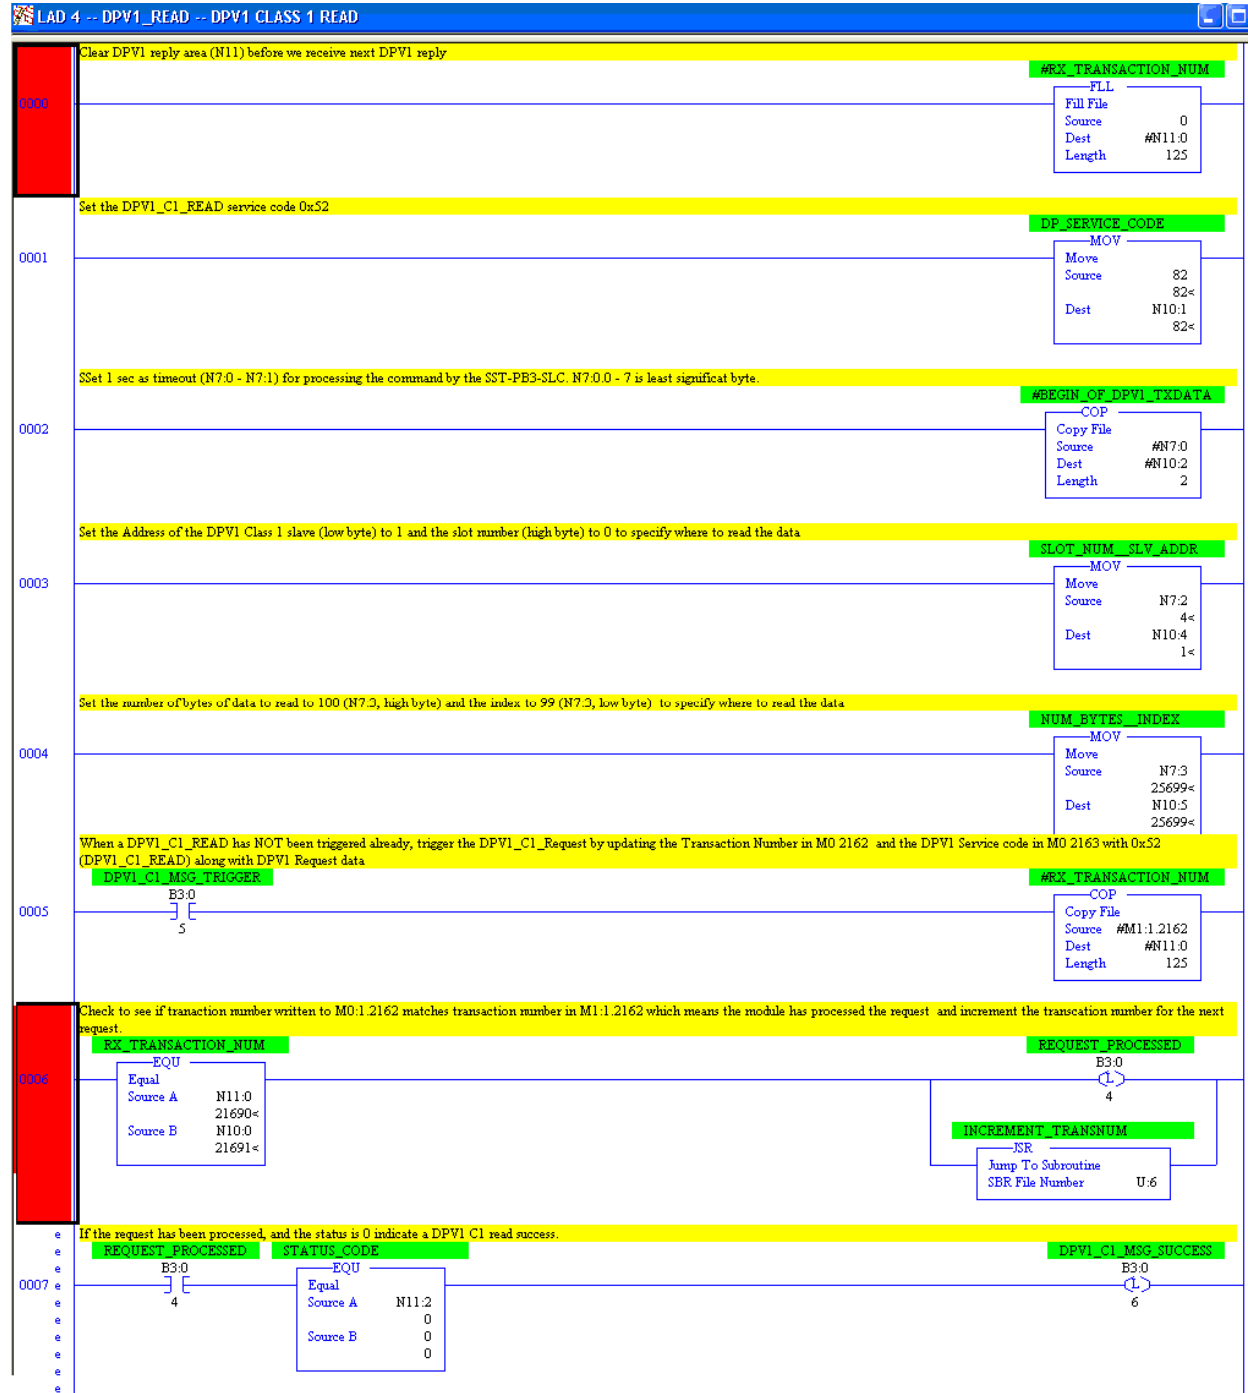 LAD 4 -- DPV1_READ -- DPV1 CLASS 1 READ
Clear DPV1 reply area (N11) before we receive next DPV1 reply
#RX_TRANSACTION_NUM
FLL
0000
Fill File
Source 0
Dest #N11:0
Length 125
Set the DPV1_C1_READ service code 0x52
DP_SERVICE_CODE
MOV
0001
Move
Source 82
82<
Dest N10:1
82<
SSet 1 sec as timeout (N7:0 - N7:1) for processing the command by the SST-PB3-SLC. N7:0.0 - 7 is least significat byte.
#BEGIN_OF_DPV1_TXDATA
COP
0002
Copy File
Source #N7:0
Dest #N10:2
Length 2
Set the Address of the DPV1 Class 1 slave (low byte) to 1 and the slot number (high byte) to 0 to specify where to read the data
SLOT_NUM__SLV_ADDR
MOV
0003
Move
Source N7:2
4<
Dest N10:4
1<
Set the number of bytes of data to read to 100 (N7:3, high byte) and the index to 99 (N7:3, low byte) to specify where to read the data
NUM_BYTES__INDEX
MOV
0004
Move
Source N7:3
25699<
Dest N10:5
25699<
When a DPV1_C1_READ has NOT been triggered already, trigger the DPV1_C1_Request by updating the Transaction Number in M0 2162 and the DPV1 Service code in M0 2163 with 0x52
(DPV1_C1_READ) along with DPV1 Request data
DPV1_C1_MSG_TRIGGER #RX_TRANSACTION_NUM
B3:0 COP
0005
5
Copy File
Source #M1:1.2162
Dest #N11:0
Length 125
Check to see if tranaction number written to M0:1.2162 matches transaction number in M1:1.2162 which means the module has processed the request and increment the transcation number for the next
request.
RX_TRANSACTION_NUM REQUEST_PROCESSED
EQU B3:0
0006
Equal L
Source A N11:0 4
21690<
Source B N10:0
21691<
INCREMENT_TRANSNUM
JSR
Jump To Subroutine
SBR File Number U:6
If the request has been processed, and the status is 0 indicate a DPV1 C1 read success.
e
e
e
0007 e
e
e
e
e
e
e
REQUEST_PROCESSED STATUS_CODE DPV1_C1_MSG_SUCCESS
B3:0 EQU B3:0
Equal L
4 Source A N11:2 6
0
Source B 0
0